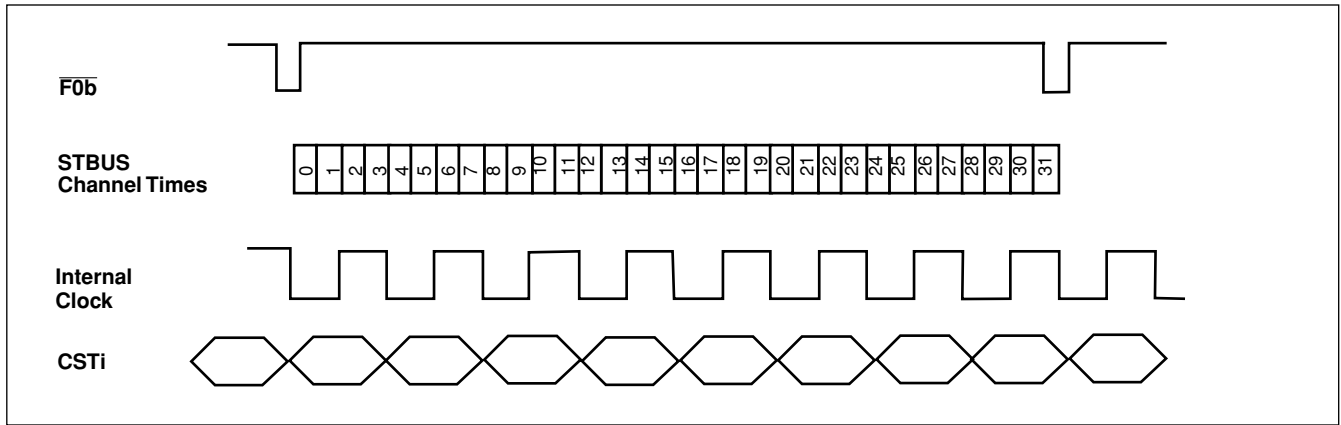 F0b
STBUS
Channel Times
0 1 2 3 4 5 6 7 8 9 10 11 12 13 14 15 16 17 18 19 20 21 22 23 24 25 26 27 28 29 30 31
Internal
Clock
CSTi